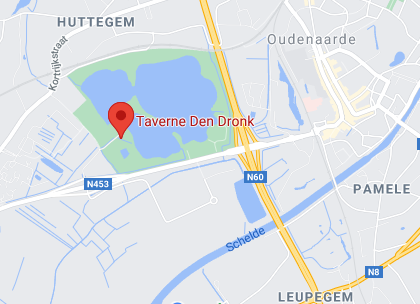 HUTTEGEM
Kortrijkstraat
Oudenaarde
Taverne Den Dronk
N453
N60
PAMELE
Schelde
N8
LEUPEGEM